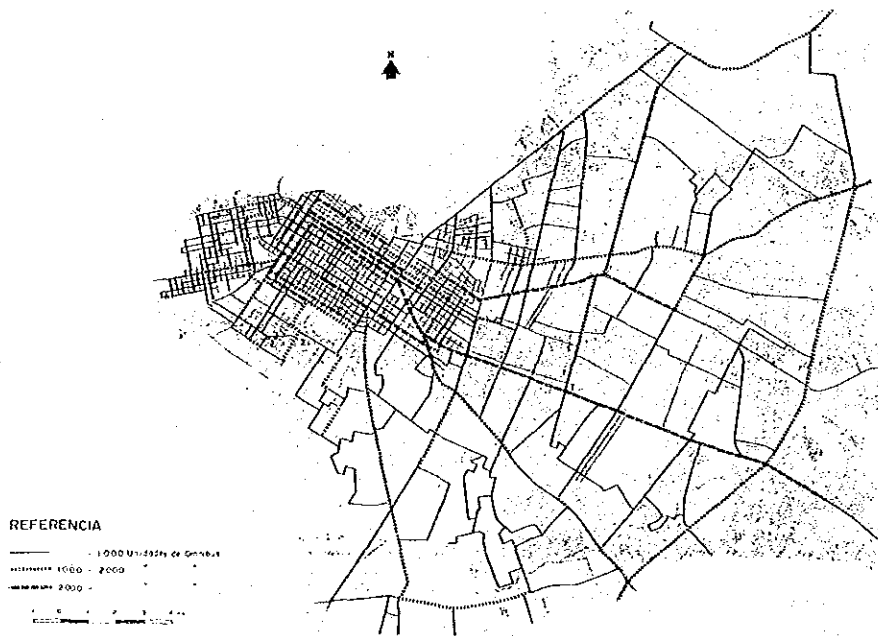 N
REFERENCIA
- 1000 Unidades de Omnibus
1000 - 2000
2000 -